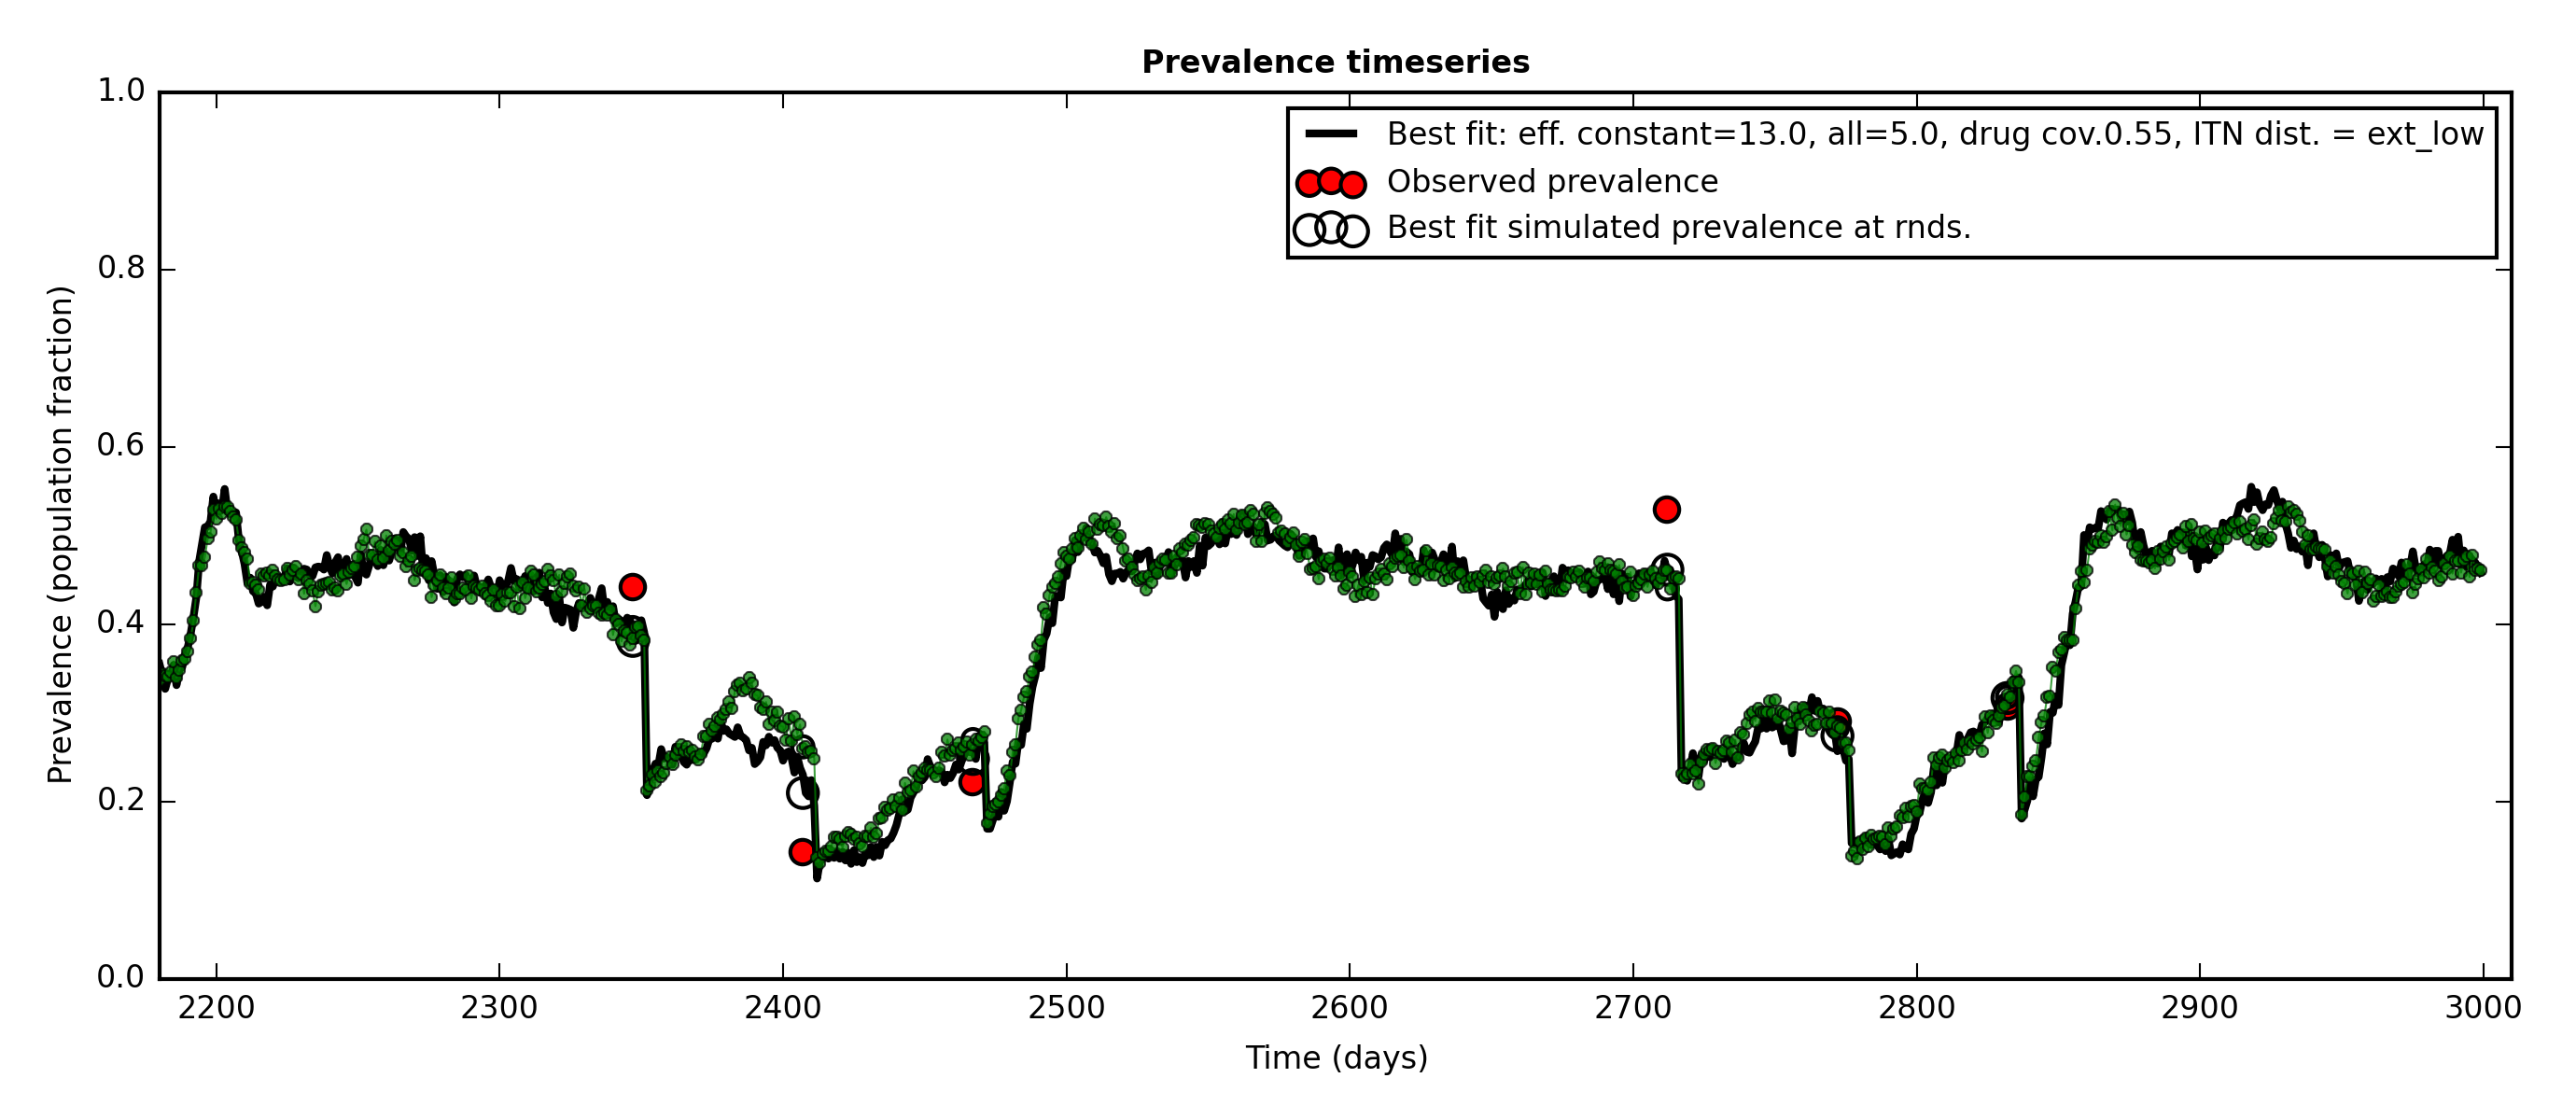 Prevalence timeseries
1.0
0.8
0.6
0.4
0.2
0.0
Prevalence (population fraction)
Best fit: eff. constant=13.0, all=5.0, drug cov.0.55, ITN dist. = ext_low
Observed prevalence
Best fit simulated prevalence at rnds.
2200 2300 2400 2500 2600 2700 2800 2900 3000
Time (days)